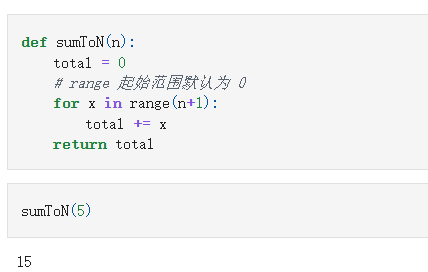 def sumToN(n):
    total = 0
    # range 起始范围默认为 0
    for x in range(n+1):
        total += x
    return total
sumToN(5)
15